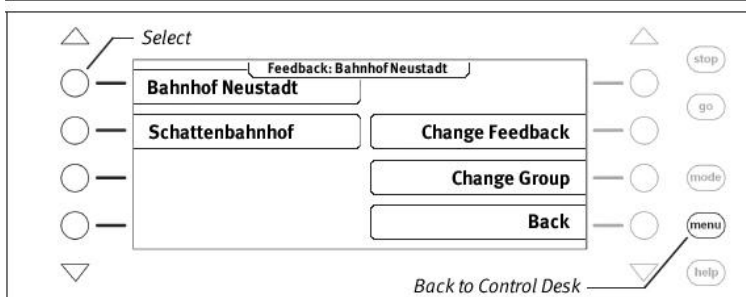 Select
Feedback: Bahnhof Neustadt
Bahnhof Neustadt
Schattenbahnhof
Change Feedback
Change Group
Back
Back to Control Desk
stop
go
mode
menu
help